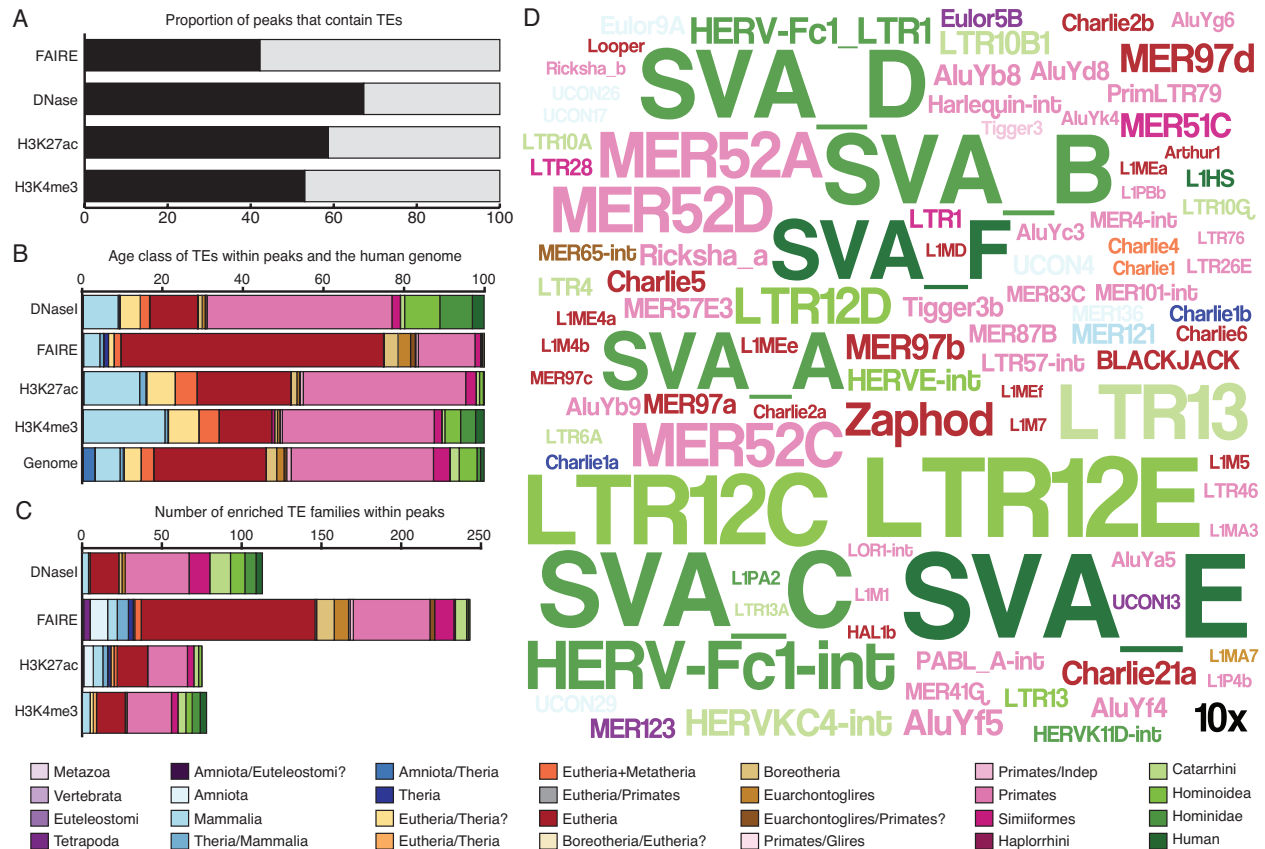 A
Proportion of peaks that contain TEs
FAIRE
DNase
H3K27ac
H3K4me3
0 20 40 60 80 100
B
Age class of TEs within peaks and the human genome
0 20 40 60 80 100
DNaseI
FAIRE
H3K27ac
H3K4me3
Genome
C
Number of enriched TE families within peaks
0 50 100 150 200 250
DNaseI
FAIRE
H3K27ac
H3K4me3
D
Eulor9A
HERV-Fc1_LTR1
Eulor5B
Charlie2b
AluYg6
Looper
LTR10B1
MER97d
Ricksha_b
SVA_D
AluYb8
AluYd8
UCON26
Harlequin-int
PrimLTR79
UCON17
Tigger3
AluYk4
MER51C
LTR10A
MER52A
SVA_B
Arthur1
LTR28
L1MEa
L1HS
MER52D
L1PBb
LTR10G
LTR1
MER4-int
MER65-int
Ricksha_a
SVA_F
L1MD
AluYc3
Charlie4
LTR76
UCON4
Charlie1
LTR26E
LTR4
Charlie5
MER57E3
LTR12D
Tigger3b
MER83C
MER101-int
L1ME4a
MER136
Charlie1b
L1M4b
SVA_A
L1MEe
MER97b
MER87B
MER121
Charlie6
MER97c
HERVE-int
LTR57-int
BLACKJACK
AluYb9
MER97a
Charlie2a
Zaphod
L1MEf
LTR13
L1M7
LTR6A
MER52C
Charlie1a
LTR12C
LTR12E
L1M5
LTR46
L1MA3
SVA_C
LOR1-int
SVA_E
AluYa5
L1PA2
LTR13A
L1M1
UCON13
HAL1b
HERV-Fc1-int
PABL_A-int
Charlie21a
L1MA7
L1P4b
UCON29
MER41G
LTR13
AluYf4
10x
MER123
HERVKC4-int
AluYf5
HERVK11D-int
Metazoa
Vertebrata
Euteleostomi
Tetrapoda
Amniota/Euteleostomi?
Amniota
Mammalia
Theria/Mammalia
Amniota/Theria
Theria
Eutheria/Theria?
Eutheria/Theria
Eutheria+Metatheria
Eutheria/Primates
Eutheria
Boreotheria/Eutheria?
Boreotheria
Euarchontoglires
Euarchontoglires/Primates?
Primates/Glires
Primates/Indep
Primates
Simiiformes
Haplorrhini
Catarrhini
Hominoidea
Hominidae
Human